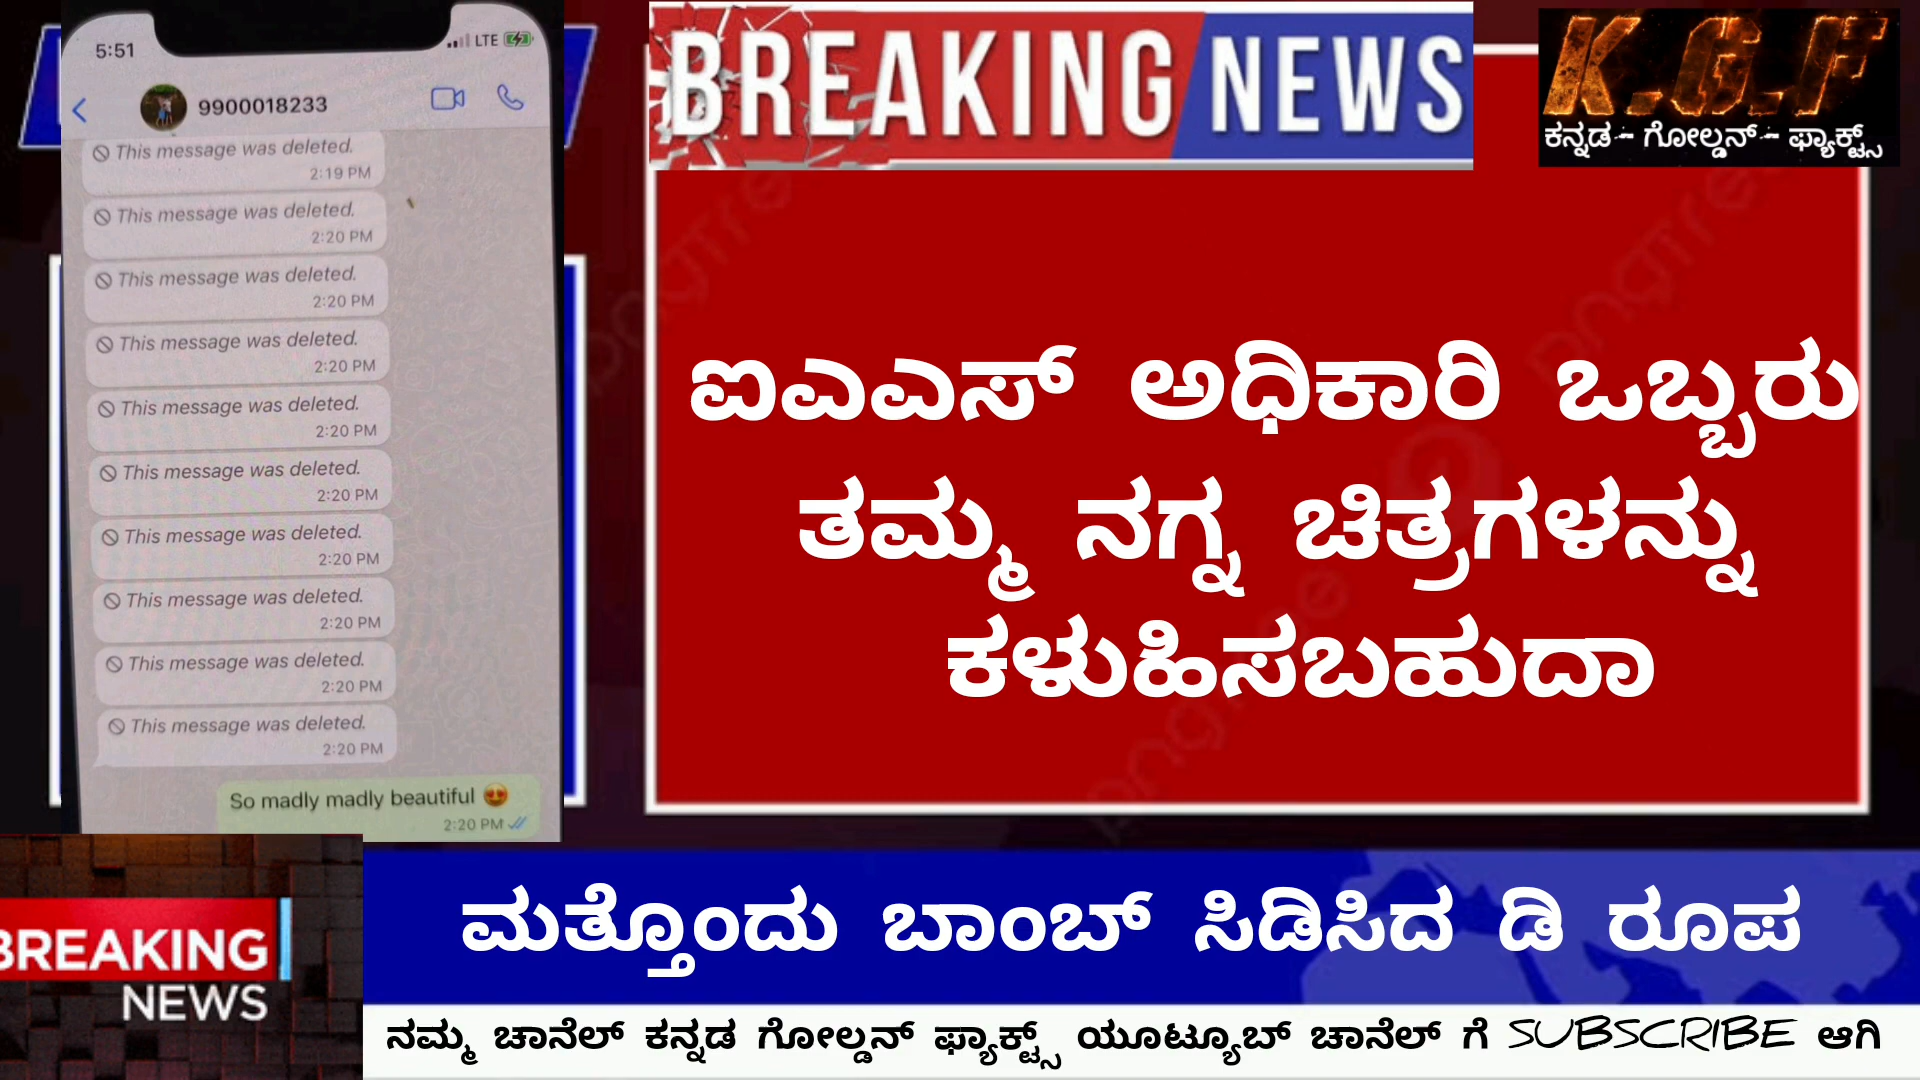 5:51
LTE
9900018233
This message was deleted.
2:19 PM
This message was deleted.
2:20 PM
This message was deleted.
2:20 PM
This message was deleted.
2:20 PM
This message was deleted.
2:20 PM
This message was deleted.
2:20 PM
This message was deleted.
2:20 PM
This message was deleted.
2:20 PM
This message was deleted.
2:20 PM
This message was deleted.
2:20 PM
So madly madly beautiful 😍
2:20 PM
BREAKING NEWS
K.G.F
ಕನ್ನಡ - ಗೋಲ್ಡನ್ - ಫ್ಯಾಕ್ಟ್ಸ್
ಐಎಎಸ್ ಅಧಿಕಾರಿ ಒಬ್ಬರು
ತಮ್ಮ ನಗ್ನ ಚಿತ್ರಗಳನ್ನು
ಕಳುಹಿಸಬಹುದಾ
BREAKING
NEWS
ಮತ್ತೊಂದು ಬಾಂಬ್ ಸಿಡಿಸಿದ ಡಿ ರೂಪ
ನಮ್ಮ ಚಾನೆಲ್ ಕನ್ನಡ ಗೋಲ್ಡನ್ ಫ್ಯಾಕ್ಟ್ಸ್ ಯೂಟ್ಯೂಬ್ ಚಾನೆಲ್ ಗೆ SUBSCRIBE ಆಗಿ